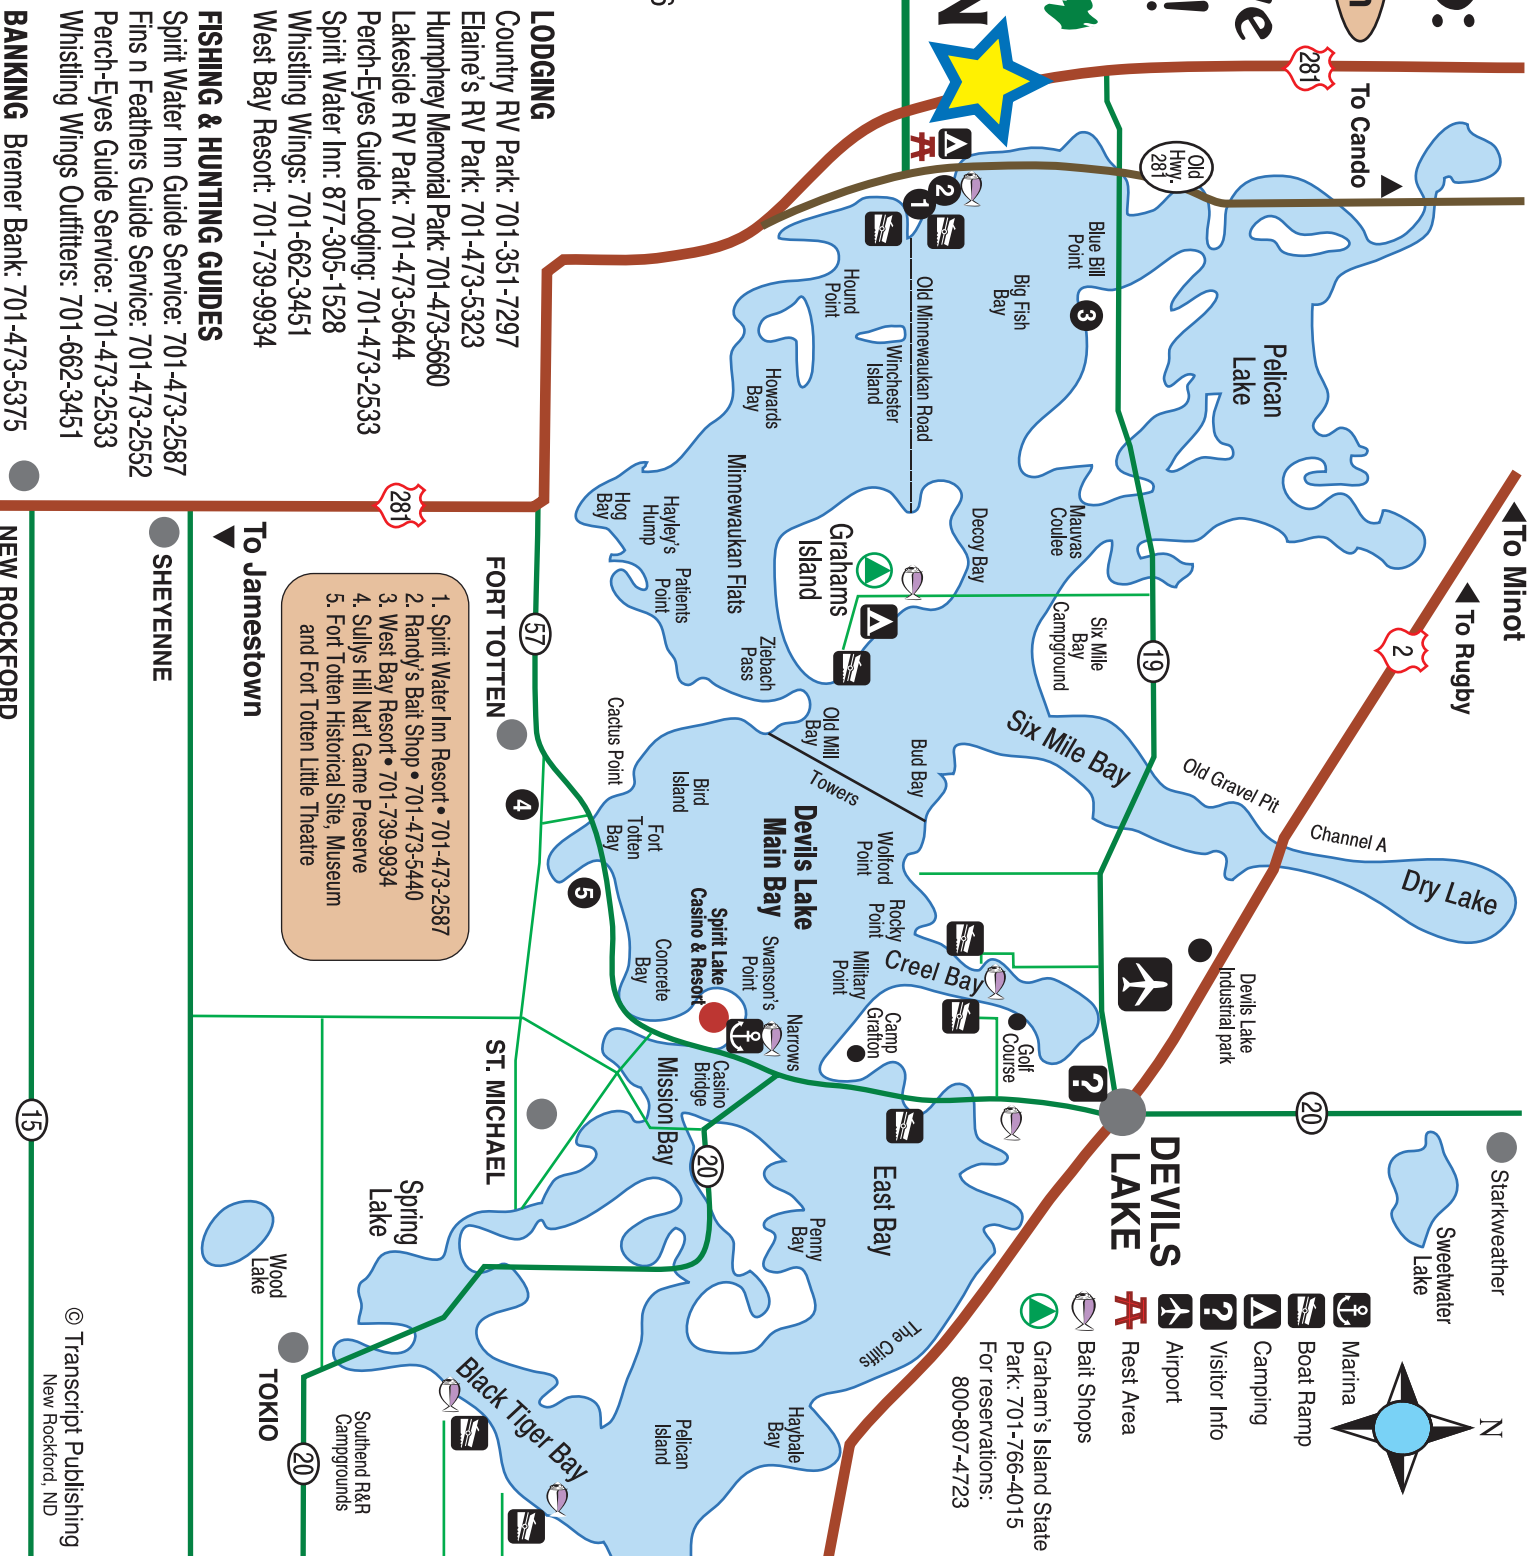 :
n
!
ve
N
281
To Cando
Old
Hwy.
281
To Minot
To Rugby
2
Pelican
Lake
Blue Bill
Point
Big Fish
Bay
3
2
1
Old Minnewaukan Road
Hound
Point
Winchester
Island
Howards
Bay
Minnewaukan Flats
Hog
Bay
Hayley's
Hump
Patients
Point
Ziebach
Pass
Grahams
Island
Decoy Bay
Mauvas
Coulee
Six Mile
Bay
Campground
19
Six Mile Bay
Old Gravel Pit
Channel A
Dry Lake
Old Mill
Bay
Bud Bay
Towers
Cactus Point
Bird
Island
Fort
Totten
Bay
Devils Lake
Main Bay
Wolford
Point
Rocky
Point
Creel Bay
Military
Point
Swanson's
Point
Spirit Lake
Casino & Resort
Concrete
Bay
Narrows
Camp
Grafton
Golf
Course
Devils Lake
Industrial park
?
DEVILS
LAKE
20
Starkweather
Sweetwater
Lake
Casino
Bridge
Mission Bay
20
East Bay
Penny
Bay
The Cliffs
Haybale
Bay
Pelican
Island
Black Tiger Bay
Spring
Lake
Wood
Lake
TOKIO
20
Southend R&R
Campgrounds
ST. MICHAEL
4
5
FORT TOTTEN
57
281
To Jamestown
SHEYENNE
NEW ROCKFORD
15
LODGING
Country RV Park: 701-351-7297
Elaine's RV Park: 701-473-5323
Humphrey Memorial Park: 701-473-5660
Lakeside RV Park: 701-473-5644
Perch-Eyes Guide Lodging: 701-473-2533
Spirit Water Inn: 877-305-1528
Whistling Wings: 701-662-3451
West Bay Resort: 701-739-9934
FISHING & HUNTING GUIDES
Spirit Water Inn Guide Service: 701-473-2587
Fins n Feathers Guide Service: 701-473-2552
Perch-Eyes Guide Service: 701-473-2533
Whistling Wings Outfitters: 701-662-3451
BANKING Bremer Bank: 701-473-5375
1. Spirit Water Inn Resort • 701-473-2587
2. Randy's Bait Shop • 701-473-5440
3. West Bay Resort • 701-739-9934
4. Sullys Hill Nat'l Game Preserve
5. Fort Totten Historical Site, Museum
and Fort Totten Little Theatre
N
Marina
Boat Ramp
Camping
? Visitor Info
Airport
Rest Area
Bait Shops
Graham's Island State
Park: 701-766-4015
For reservations:
800-807-4723
© Transcript Publishing
New Rockford, ND